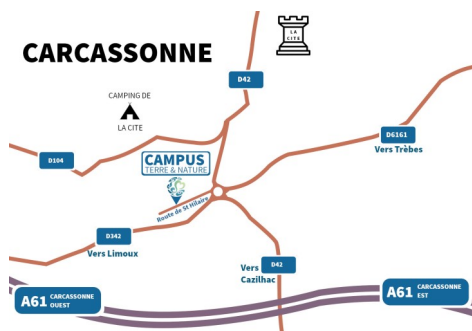 CARCASSONNE
LA
CITE
D42
CAMPING DE
LA CITE
D104
CAMPUS
TERRE & NATURE
D6161
Vers Trèbes
Route de St Hilaire
D342
Vers Limoux
Vers
Cazilhac
D42
A61 CARCASSONNE
OUEST
A61 CARCASSONNE
EST